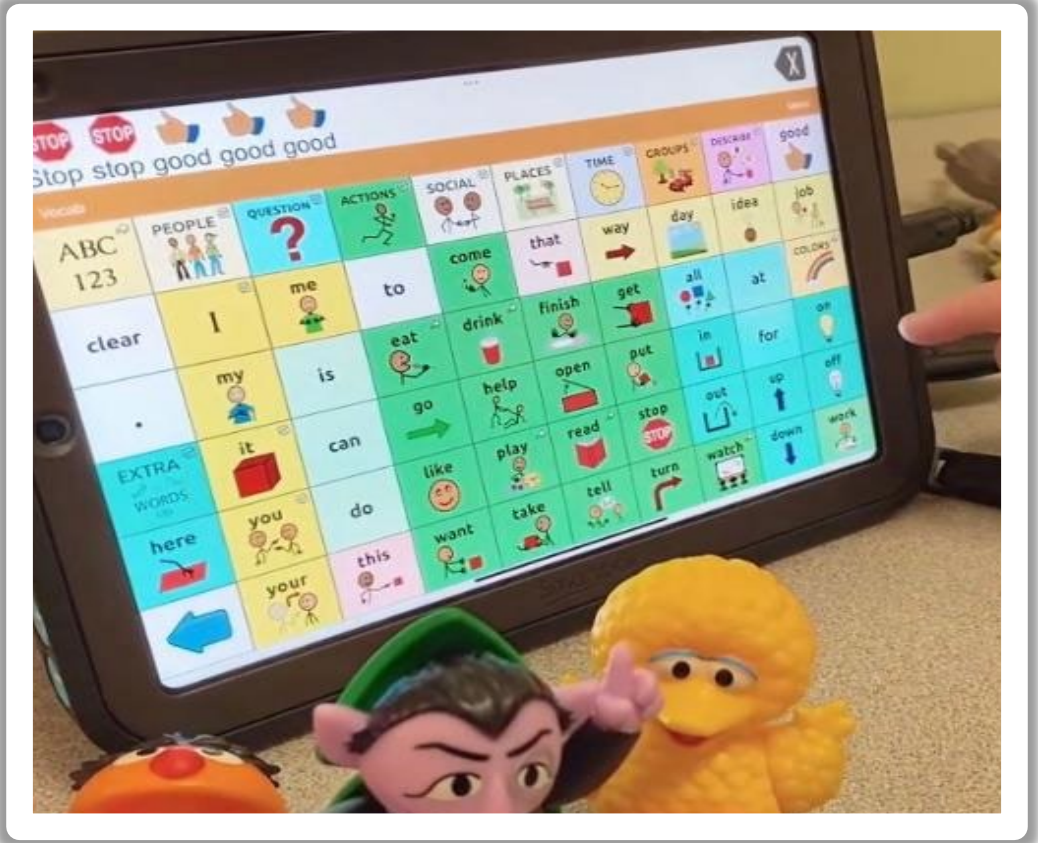 STOP STOP
Stop stop good good good
Vocab
ABC 123 PEOPLE QUESTION ACTIONS SOCIAL PLACES TIME GROUPS DESCRIBE good
clear I me to come that way day idea job
. my is eat drink finish get all at COLORS
EXTRA WORDS it can go help open put in for on
here you do like play read stop STOP out up off
your this want take tell turn watch down work